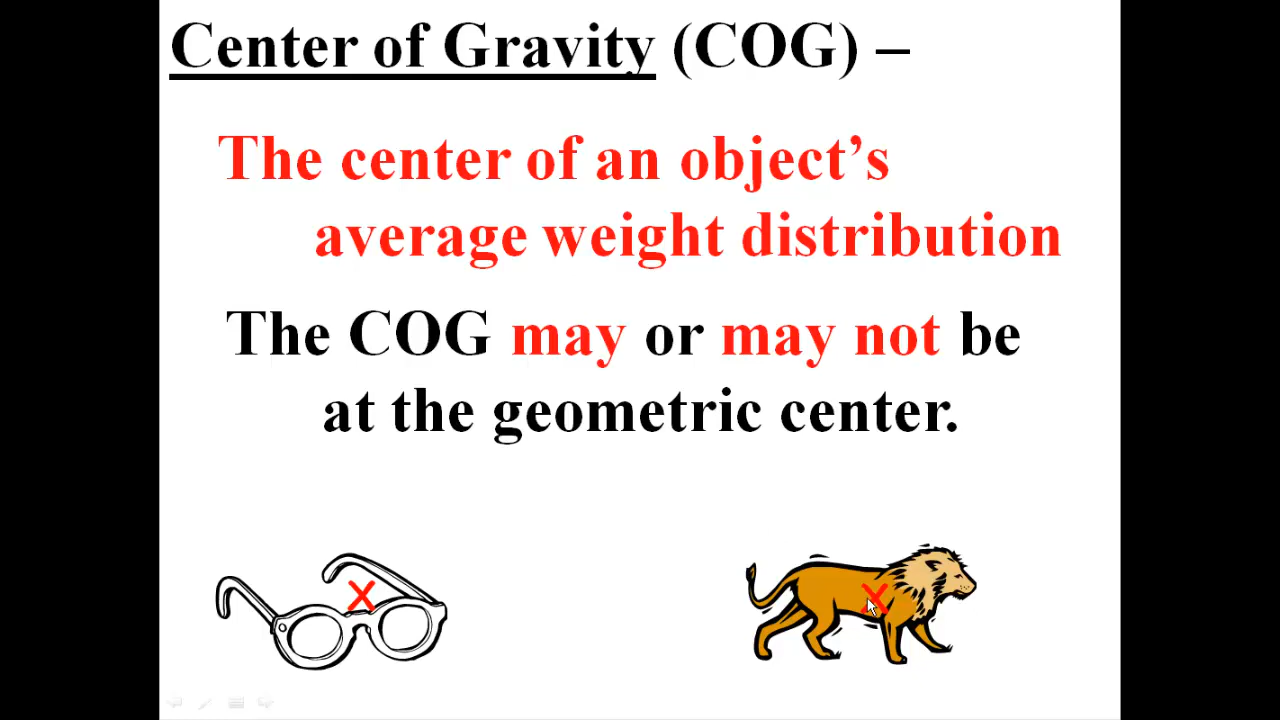 Center of Gravity (COG) –
The center of an object’s
average weight distribution
The COG may or may not be
at the geometric center.
X
X